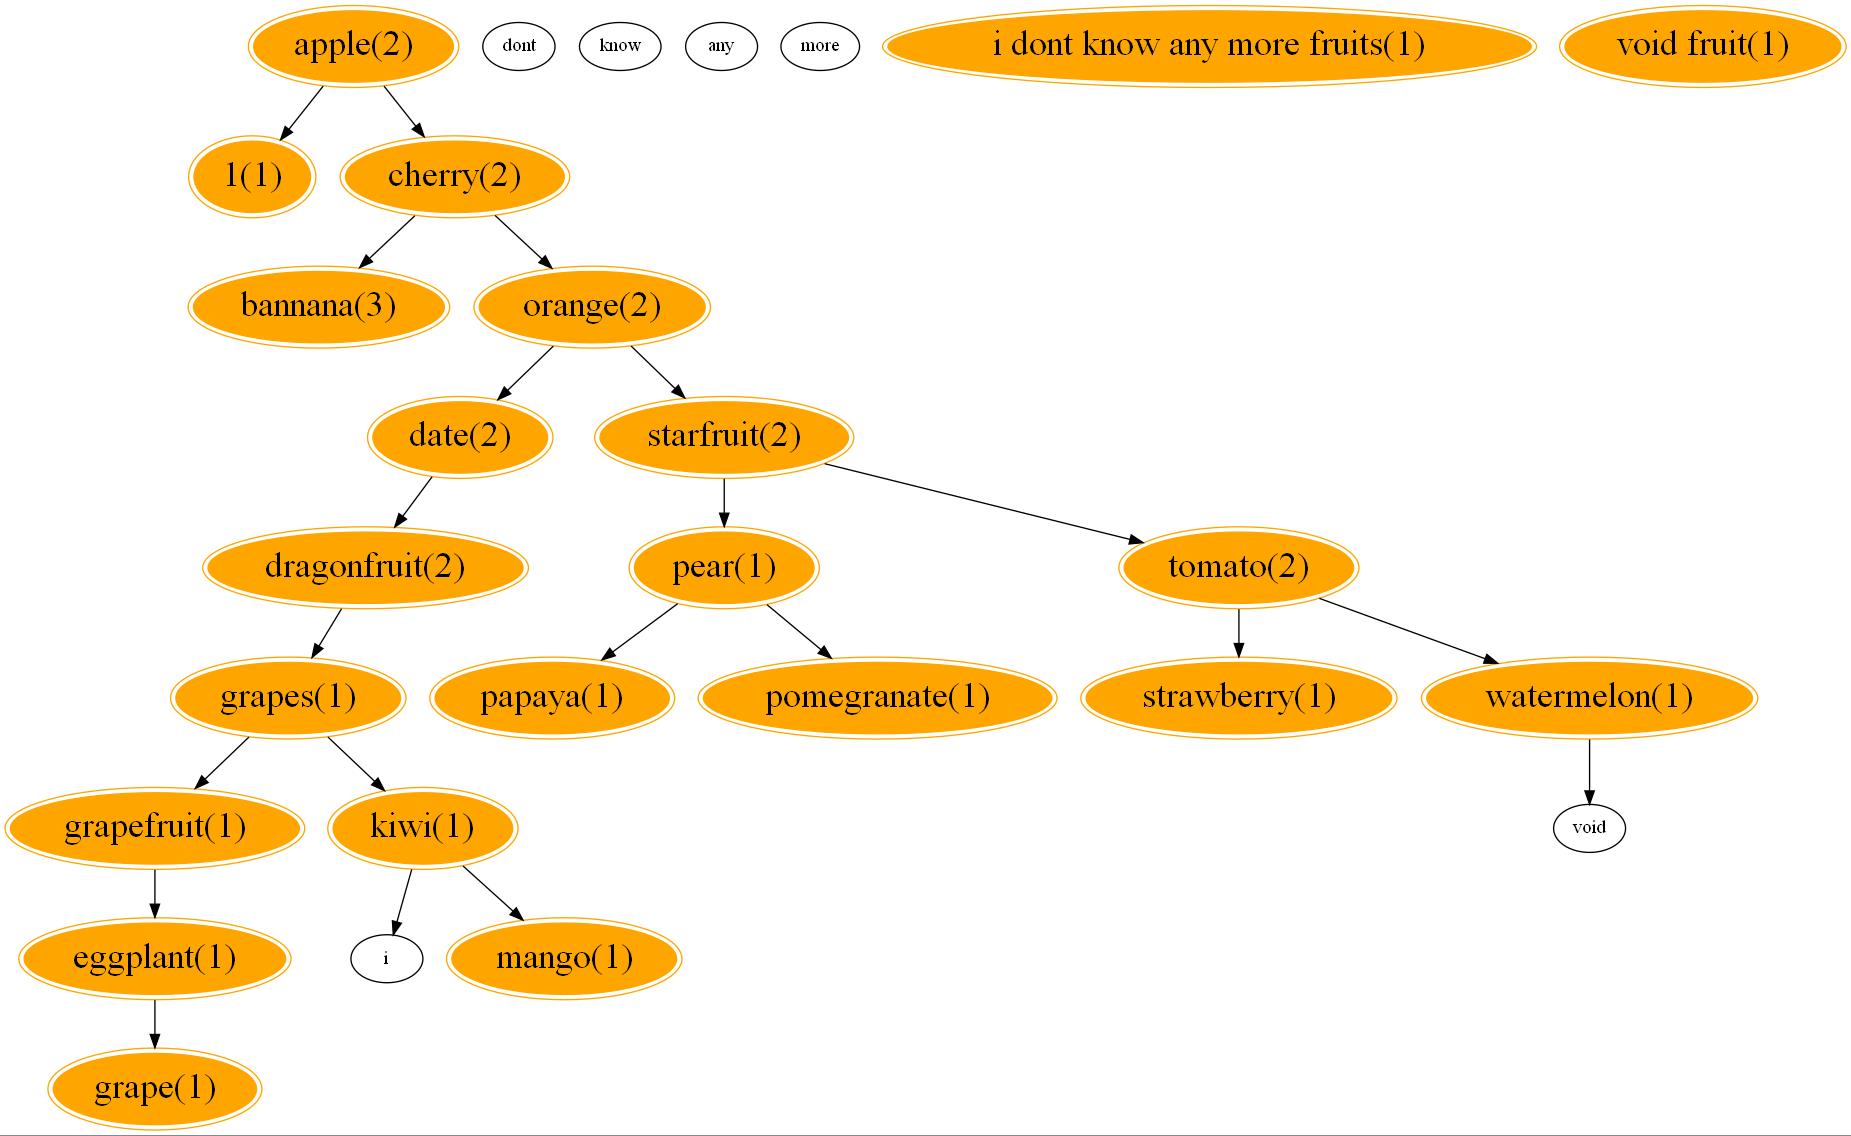 apple(2)
dont
know
any
more
i dont know any more fruits(1)
void fruit(1)
1(1)
cherry(2)
bannana(3)
orange(2)
date(2)
starfruit(2)
dragonfruit(2)
pear(1)
tomato(2)
grapes(1)
papaya(1)
pomegranate(1)
strawberry(1)
watermelon(1)
grapefruit(1)
kiwi(1)
void
eggplant(1)
i
mango(1)
grape(1)